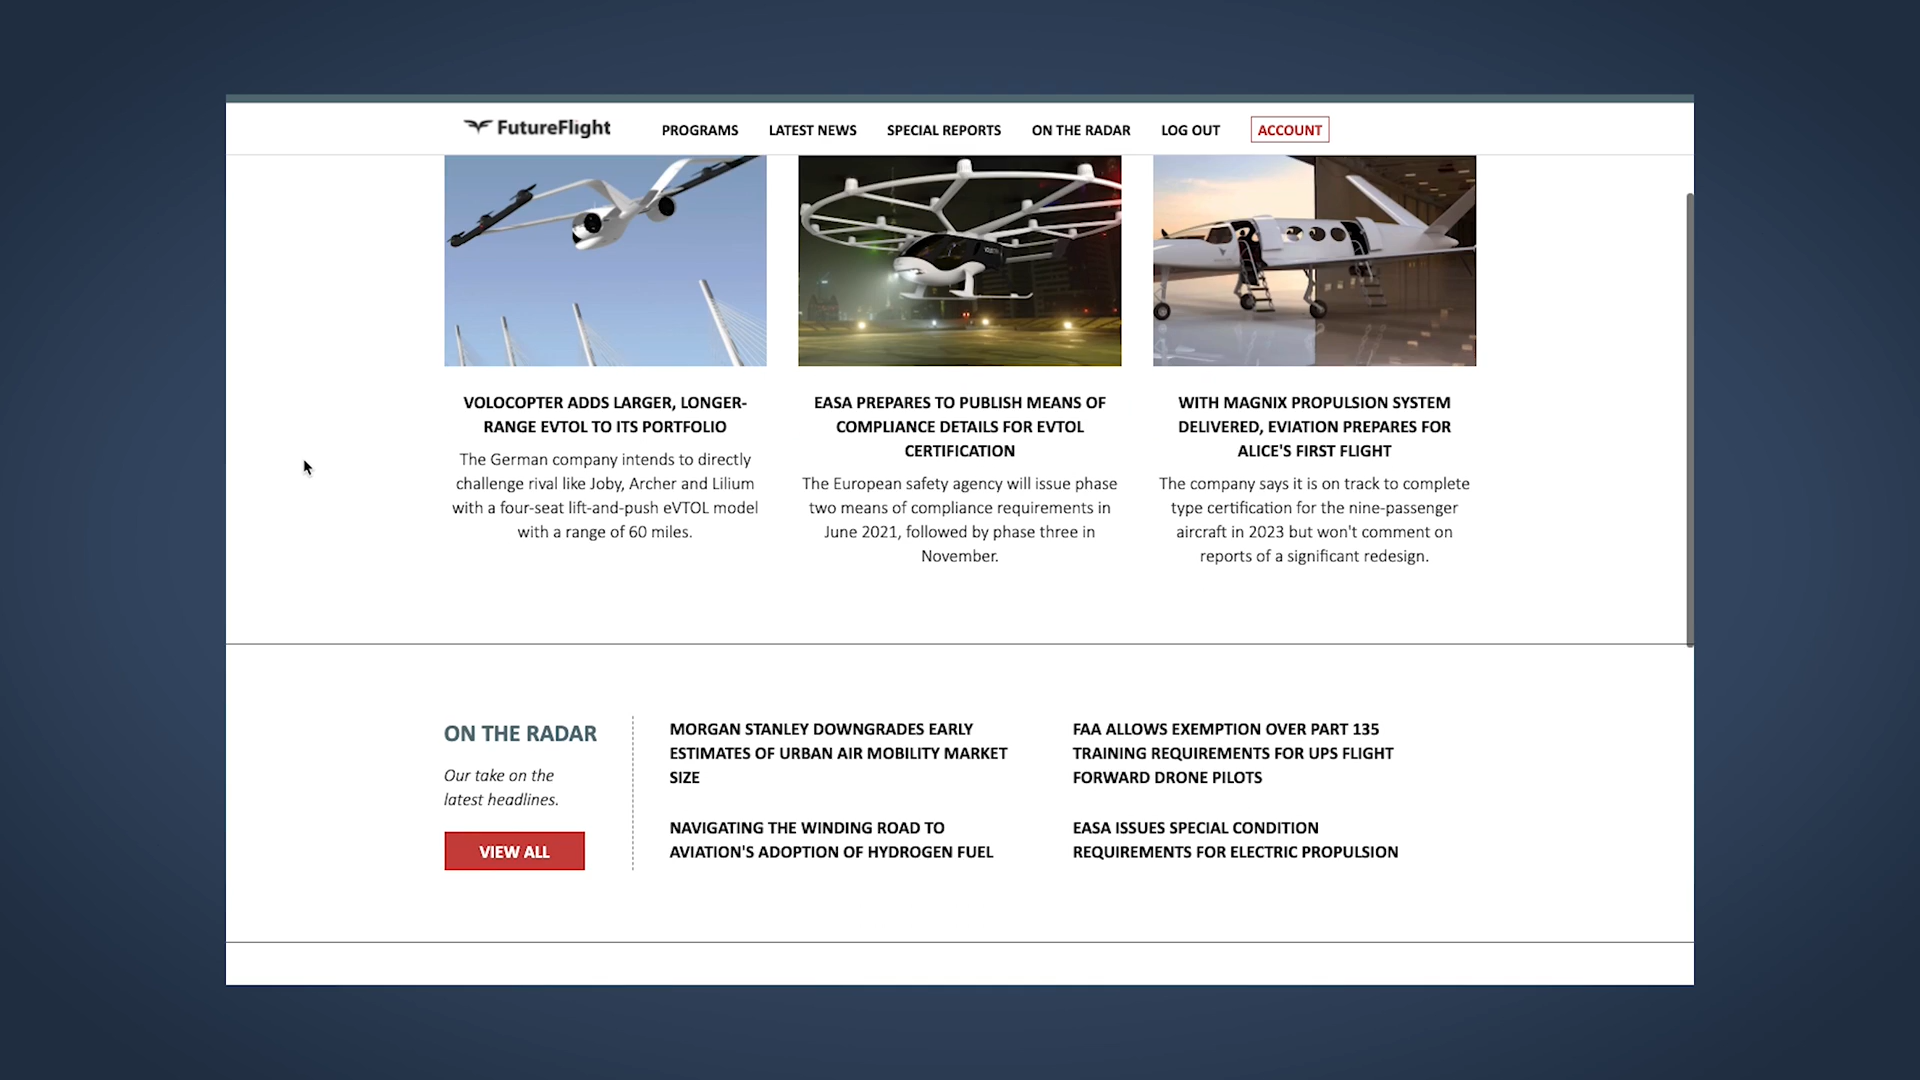 FutureFlight
PROGRAMS
LATEST NEWS
SPECIAL REPORTS
ON THE RADAR
LOG OUT
ACCOUNT
VOLOCOPTER ADDS LARGER, LONGER-
RANGE EVTOL TO ITS PORTFOLIO
The German company intends to directly
challenge rival like Joby, Archer and Lilium
with a four-seat lift-and-push eVTOL model
with a range of 60 miles.
EASA PREPARES TO PUBLISH MEANS OF
COMPLIANCE DETAILS FOR EVTOL
CERTIFICATION
The European safety agency will issue phase
two means of compliance requirements in
June 2021, followed by phase three in
November.
WITH MAGNIX PROPULSION SYSTEM
DELIVERED, EVIATION PREPARES FOR
ALICE'S FIRST FLIGHT
The company says it is on track to complete
type certification for the nine-passenger
aircraft in 2023 but won't comment on
reports of a significant redesign.
ON THE RADAR
Our take on the
latest headlines.
VIEW ALL
MORGAN STANLEY DOWNGRADES EARLY
ESTIMATES OF URBAN AIR MOBILITY MARKET
SIZE
NAVIGATING THE WINDING ROAD TO
AVIATION'S ADOPTION OF HYDROGEN FUEL
FAA ALLOWS EXEMPTION OVER PART 135
TRAINING REQUIREMENTS FOR UPS FLIGHT
FORWARD DRONE PILOTS
EASA ISSUES SPECIAL CONDITION
REQUIREMENTS FOR ELECTRIC PROPULSION